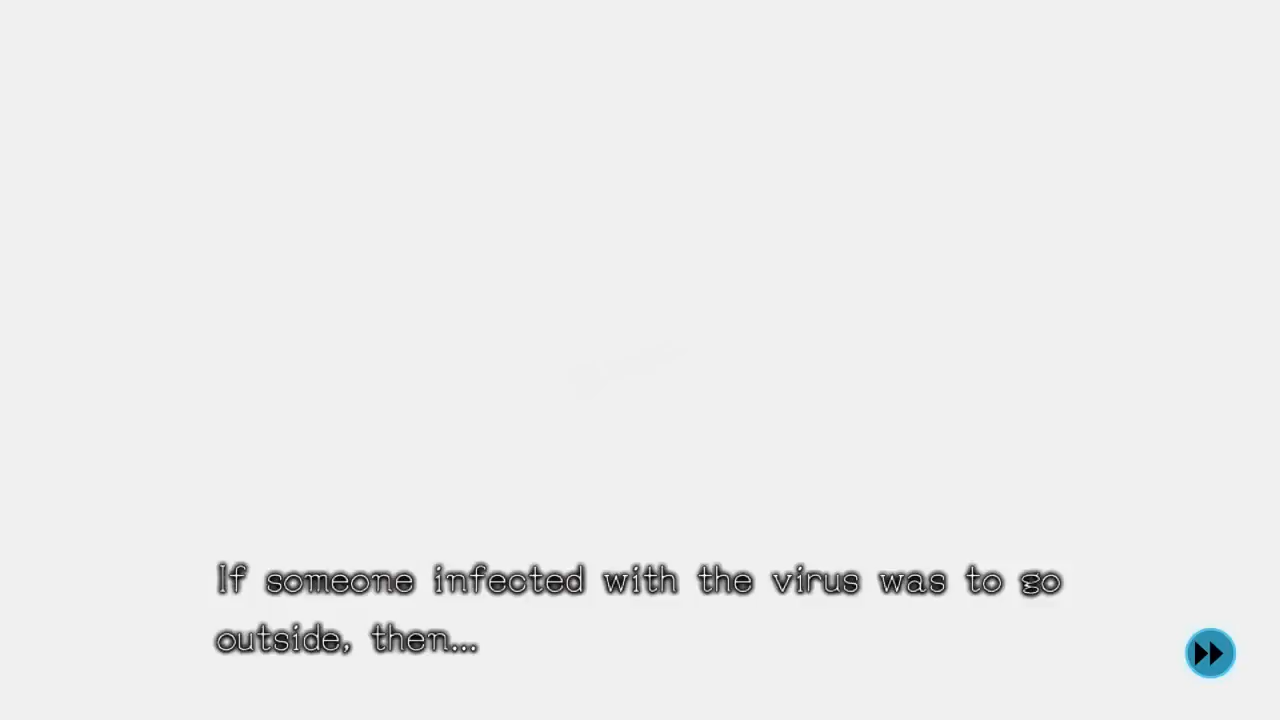 If someone infected with the virus was to go
outside, then...